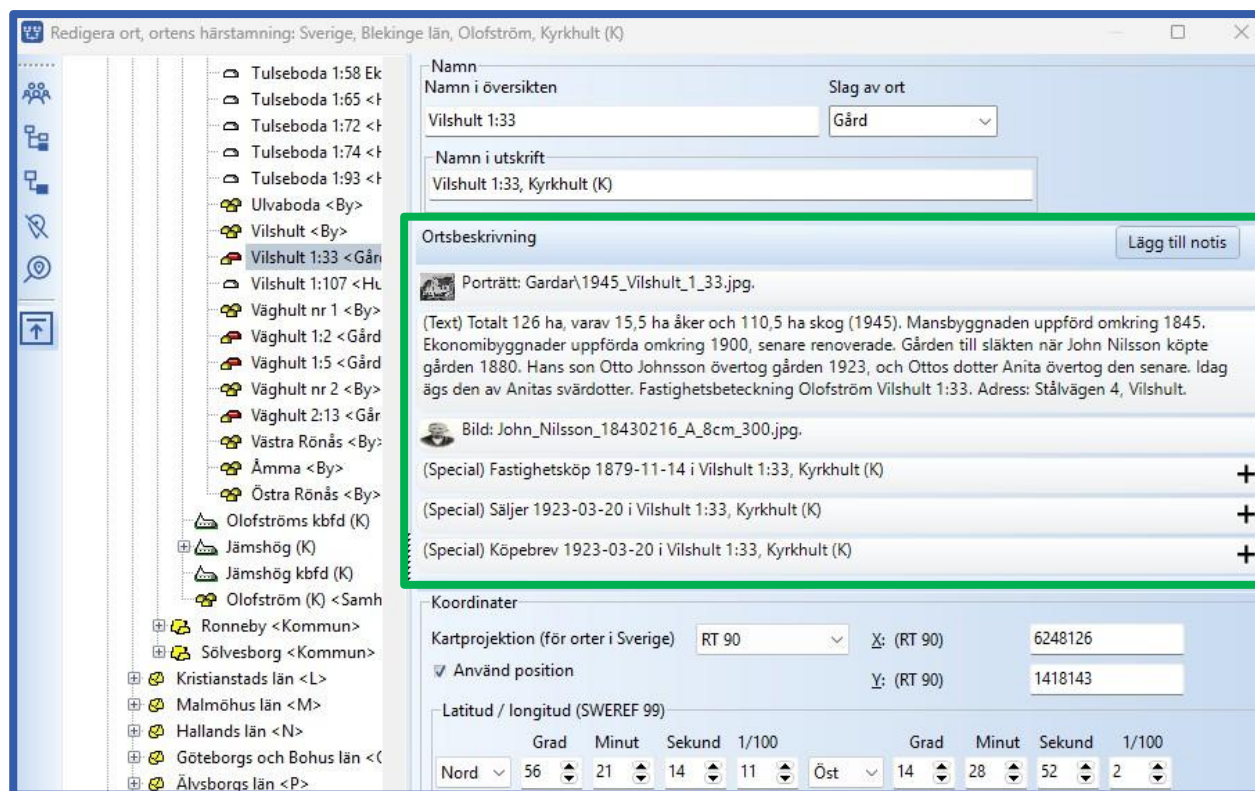 Redigera ort, ortens härstamning: Sverige, Blekinge län, Olofström, Kyrkhult (K)
Tulseboda 1:58 Ek
Tulseboda 1:65 <H
Tulseboda 1:72 <H
Tulseboda 1:74 <H
Tulseboda 1:93 <H
Ulvaboda <By>
Vilshult <By>
Vilshult 1:33 <Går
Vilshult 1:107 <Hu
Väghult nr 1 <By>
Väghult 1:2 <Gård
Väghult 1:5 <Gård
Väghult nr 2 <By>
Väghult 2:13 <Går
Västra Rönås <By>
Åmma <By>
Östra Rönås <By>
Olofströms kbfd (K)
Jämshög (K)
Jämshög kbfd (K)
Olofström (K) <Samh
Ronneby <Kommun>
Sölvesborg <Kommun>
Kristianstads län <L>
Malmöhus län <M>
Hallands län <N>
Göteborgs och Bohus län <O
Älvsborgs län <P>
Namn
Namn i översikten Slag av ort
Vilshult 1:33 Gård
Namn i utskrift
Vilshult 1:33, Kyrkhult (K)
Ortsbeskrivning Lägg till notis
Porträtt: Gardar\1945_Vilshult_1_33.jpg.
(Text) Totalt 126 ha, varav 15,5 ha åker och 110,5 ha skog (1945). Mansbyggnaden uppförd omkring 1845.
Ekonomibyggnader uppförda omkring 1900, senare renoverade. Gården till släkten när John Nilsson köpte
gården 1880. Hans son Otto Johnsson övertog gården 1923, och Ottos dotter Anita övertog den senare. Idag
ägs den av Anitas svärdotter. Fastighetsbeteckning Olofström Vilshult 1:33. Adress: Stålvägen 4, Vilshult.
Bild: John_Nilsson_18430216_A_8cm_300.jpg.
(Special) Fastighetsköp 1879-11-14 i Vilshult 1:33, Kyrkhult (K) +
(Special) Säljer 1923-03-20 i Vilshult 1:33, Kyrkhult (K) +
(Special) Köpebrev 1923-03-20 i Vilshult 1:33, Kyrkhult (K) +
Koordinater
Kartprojektion (för orter i Sverige) RT 90 X: (RT 90) 6248126
Använd position Y: (RT 90) 1418143
Latitud / longitud (SWEREF 99)
Grad Minut Sekund 1/100 Grad Minut Sekund 1/100
Nord 56 21 14 11 Öst 14 28 52 2